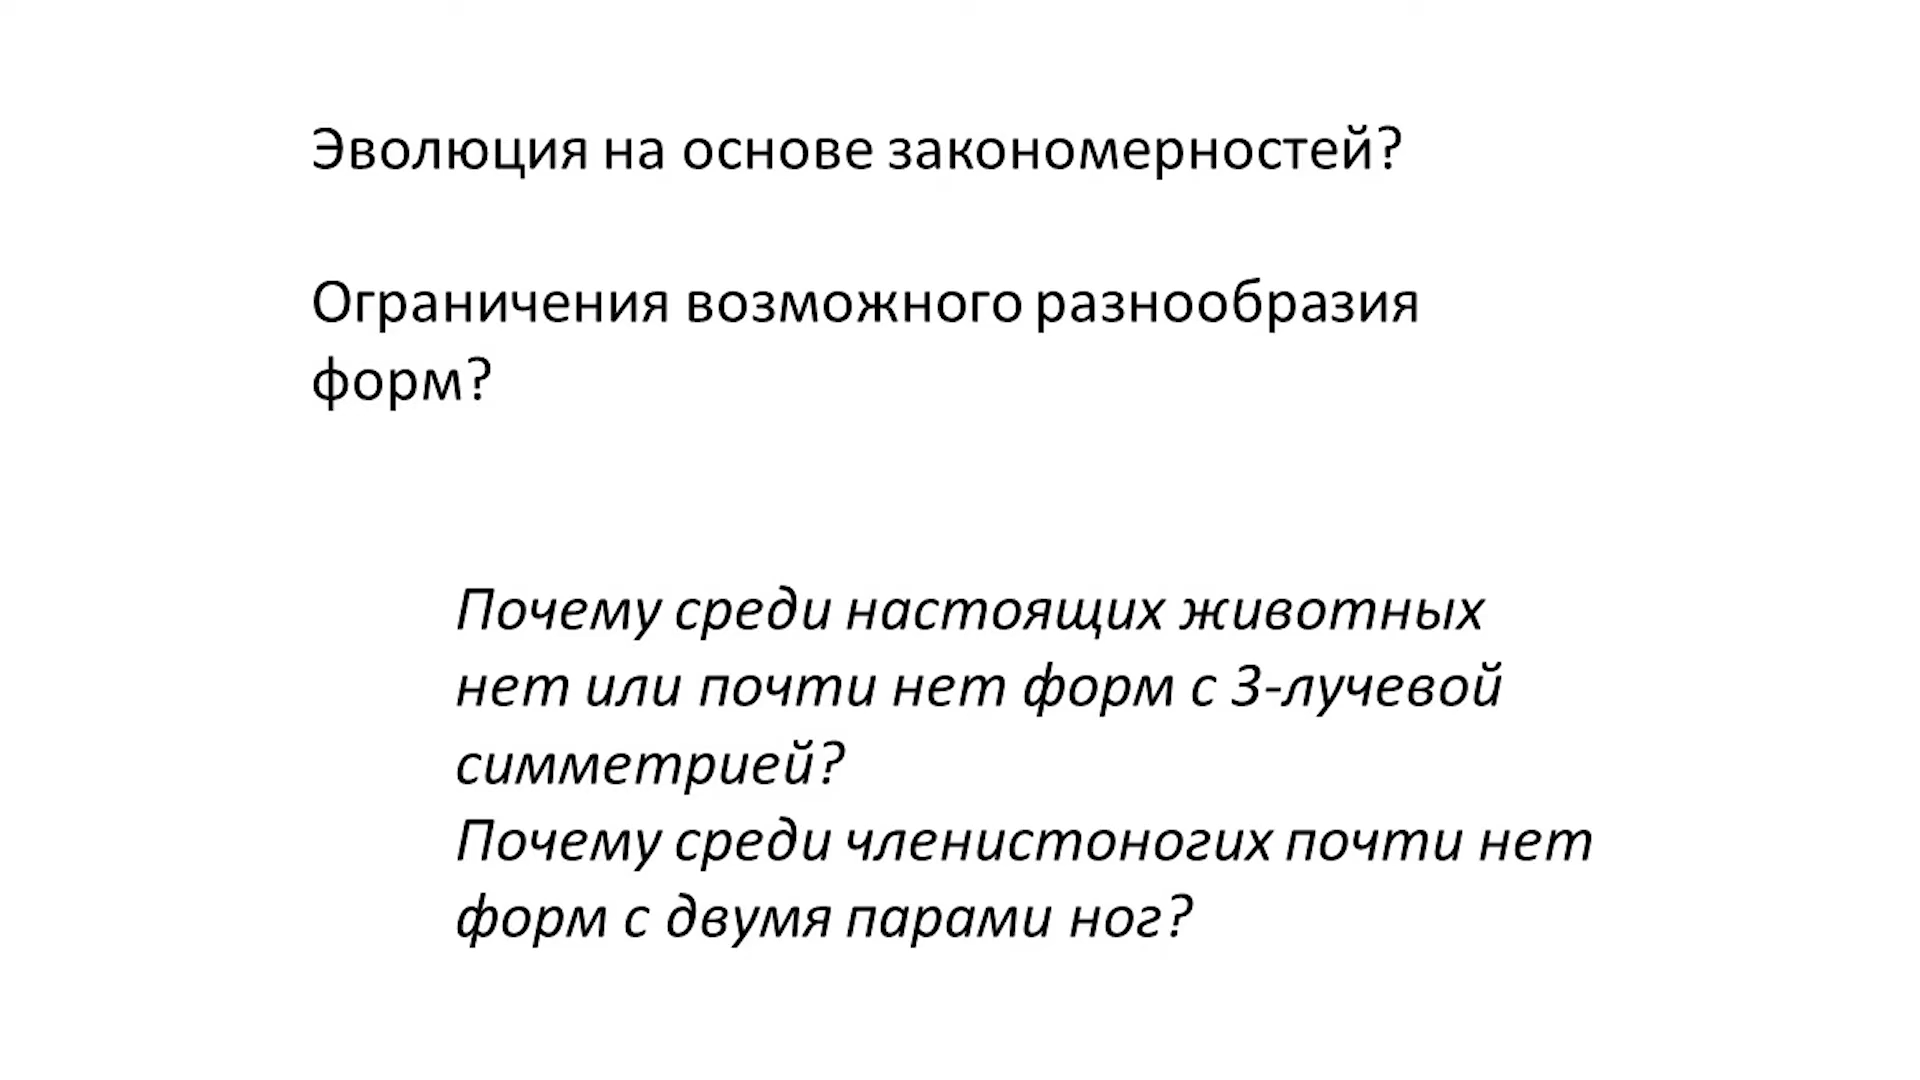 Эволюция на основе закономерностей?
Ограничения возможного разнообразия
форм?
Почему среди настоящих животных
нет или почти нет форм с 3-лучевой
симметрией?
Почему среди членистоногих почти нет
форм с двумя парами ног?